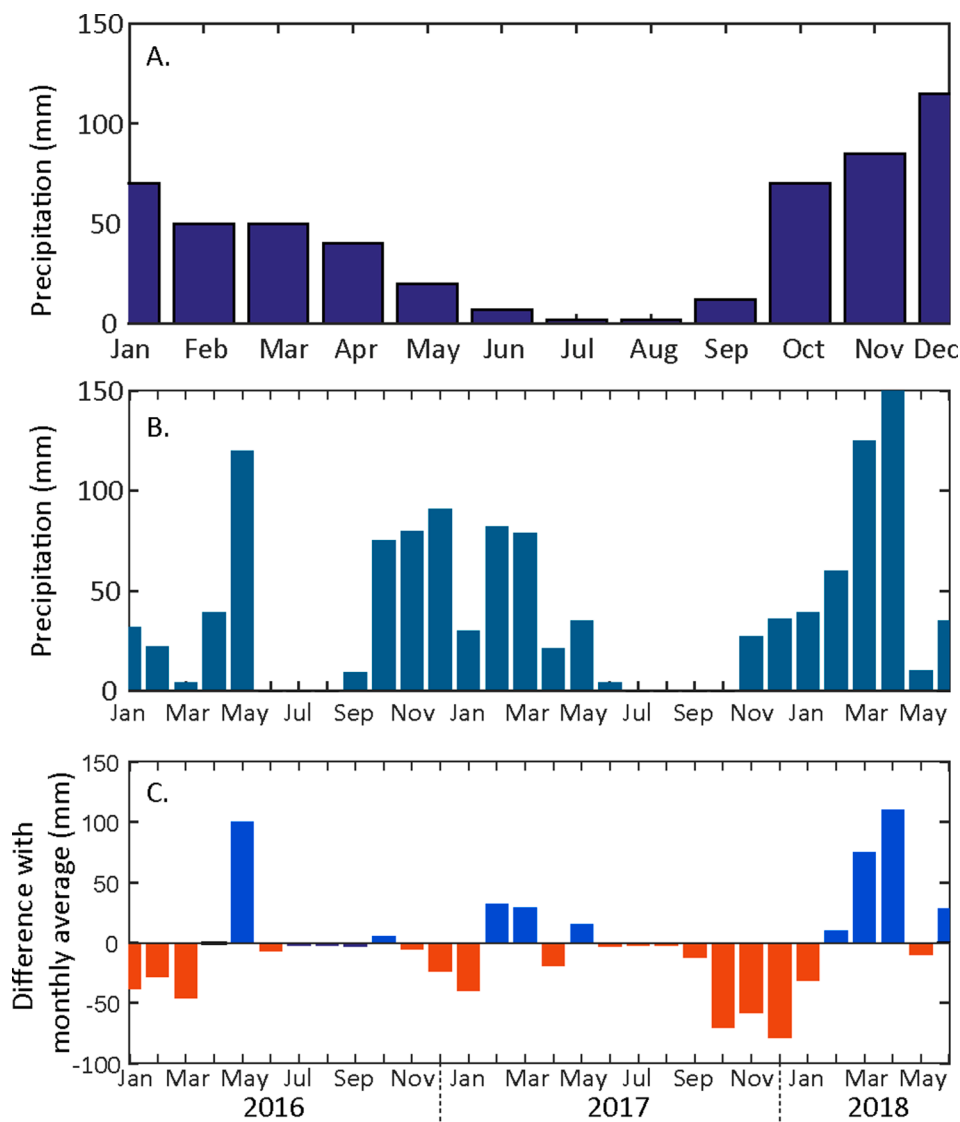 150
A.
100
50
0
Precipitation (mm)
Jan Feb Mar Apr May Jun Jul Aug Sep Oct Nov Dec
150
B.
100
50
0
Precipitation (mm)
Jan Mar May Jul Sep Nov Jan Mar May Jul Sep Nov Jan Mar May
150
C.
100
50
0
-50
-100
Difference with
monthly average (mm)
Jan Mar May Jul Sep Nov Jan Mar May Jul Sep Nov Jan Mar May
2016 2017 2018